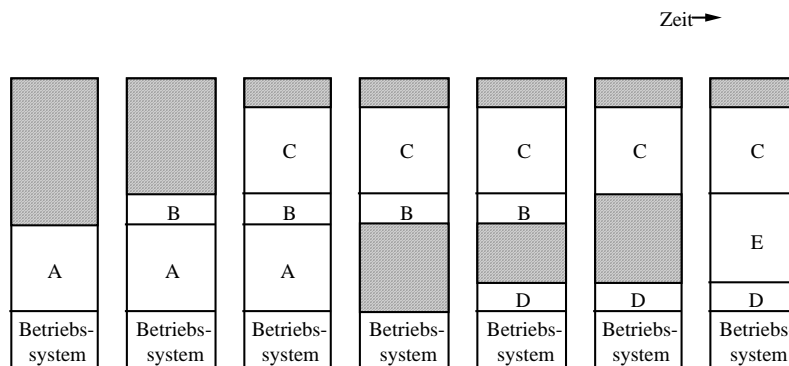 Zeit
A
Betriebs-
system
B
A
Betriebs-
system
C
B
A
Betriebs-
system
C
B
Betriebs-
system
C
B
D
Betriebs-
system
C
D
Betriebs-
system
C
E
D
Betriebs
system